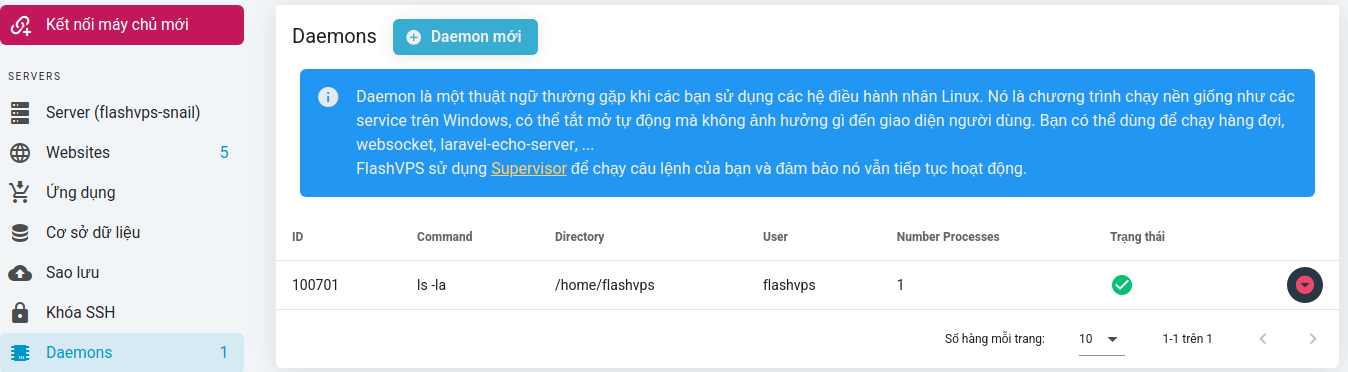 Kết nối máy chủ mới
SERVERS
Server (flashvps-snail)
Websites 5
Ứng dụng
Cơ sở dữ liệu
Sao lưu
Khóa SSH
Daemons 1
Daemons
Daemon mới
Daemon là một thuật ngữ thường gặp khi các bạn sử dụng các hệ điều hành nhân Linux. Nó là chương trình chạy nền giống như các
service trên Windows, có thể tắt mở tự động mà không ảnh hưởng gì đến giao diện người dùng. Bạn có thể dùng để chạy hàng đợi,
websocket, laravel-echo-server, ...
FlashVPS sử dụng Supervisor để chạy câu lệnh của bạn và đảm bảo nó vẫn tiếp tục hoạt động.
ID Command Directory User Number Processes Trạng thái
100701 ls -la /home/flashvps flashvps 1
Số hàng mỗi trang: 10 1-1 trên 1